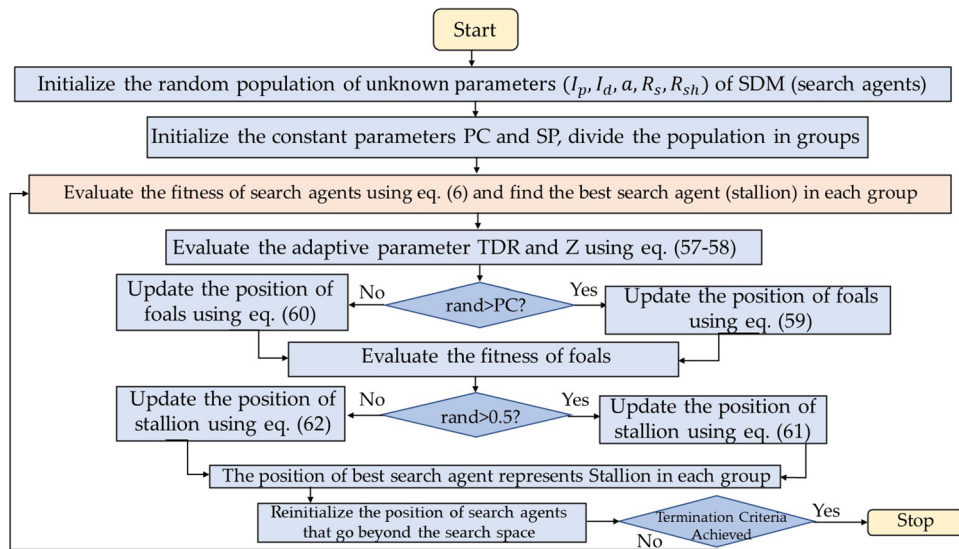 Start
Initialize the random population of unknown parameters (I_p, I_d, a, R_s, R_sh) of SDM (search agents)
Initialize the constant parameters PC and SP, divide the population in groups
Evaluate the fitness of search agents using eq. (6) and find the best search agent (stallion) in each group
Evaluate the adaptive parameter TDR and Z using eq. (57-58)
Update the position of
foals using eq. (60)
No
rand>PC?
Yes
Update the position of foals
using eq. (59)
Evaluate the fitness of foals
Update the position of
stallion using eq. (62)
No
rand>0.5?
Yes
Update the position of
stallion using eq. (61)
The position of best search agent represents Stallion in each group
Reinitialize the position of search agents
that go beyond the search space
Termination Criteria
Achieved
Yes
Stop
No